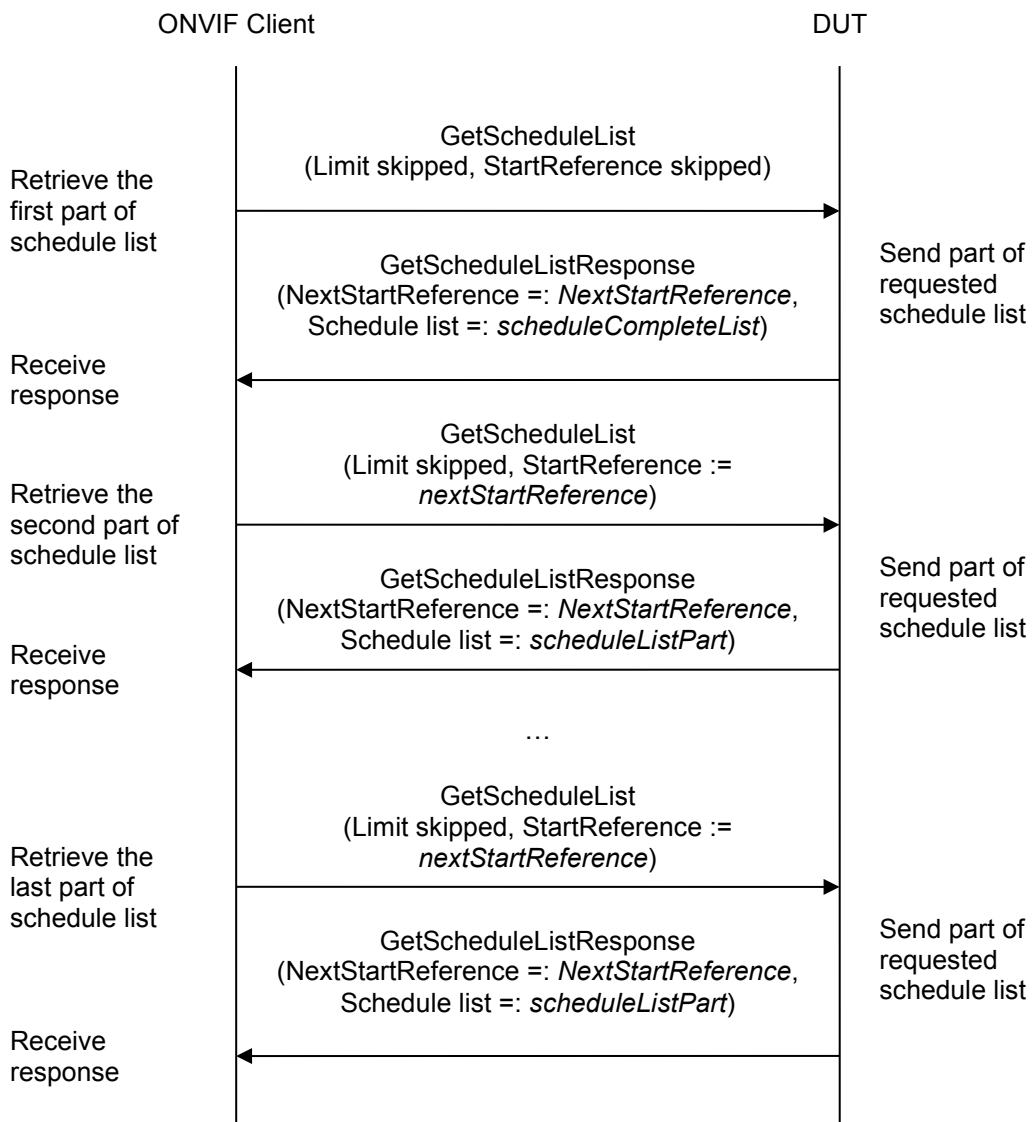 ONVIF Client
DUT
GetScheduleList
(Limit skipped, StartReference skipped)
Retrieve the
first part of
schedule list
GetScheduleListResponse
(NextStartReference =: NextStartReference,
Schedule list =: scheduleCompleteList)
Send part of
requested
schedule list
Receive
response
GetScheduleList
(Limit skipped, StartReference :=
nextStartReference)
Retrieve the
second part of
schedule list
GetScheduleListResponse
(NextStartReference =: NextStartReference,
Schedule list =: scheduleListPart)
Send part of
requested
schedule list
Receive
response
…
GetScheduleList
(Limit skipped, StartReference :=
nextStartReference)
Retrieve the
last part of
schedule list
GetScheduleListResponse
(NextStartReference =: NextStartReference,
Schedule list =: scheduleListPart)
Send part of
requested
schedule list
Receive
response